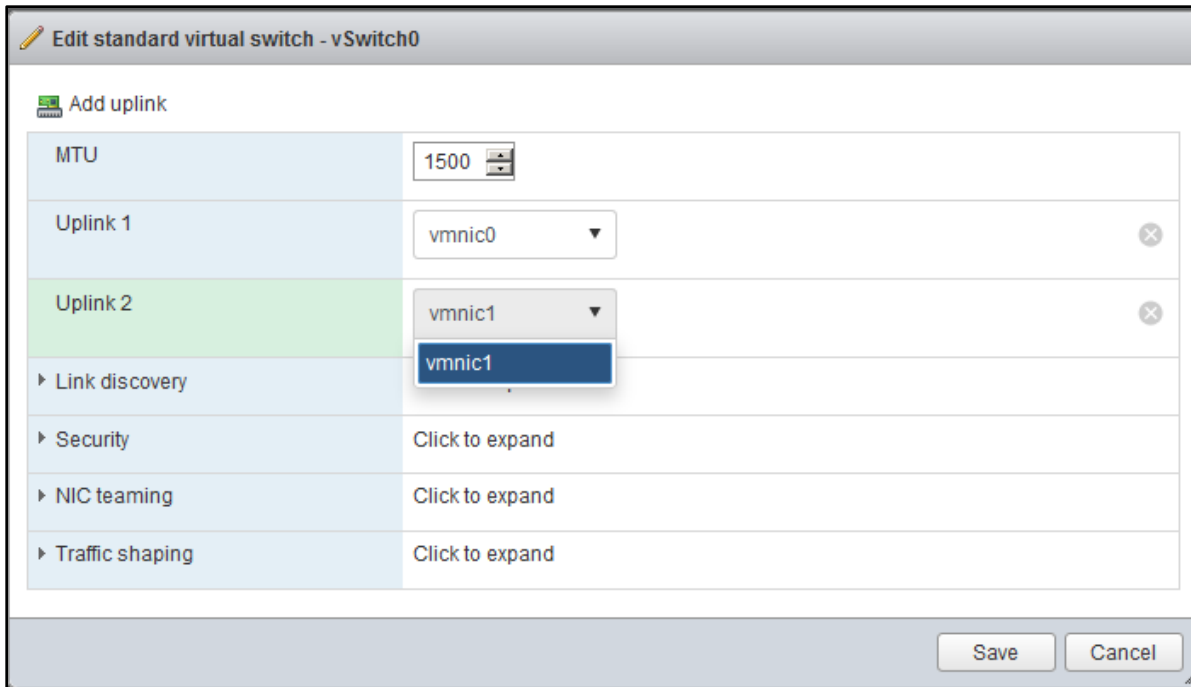 Edit standard virtual switch - vSwitch0
Add uplink
MTU 1500
Uplink 1 vmnic0
Uplink 2 vmnic1
vmnic1
Link discovery
Security Click to expand
NIC teaming Click to expand
Traffic shaping Click to expand
Save Cancel